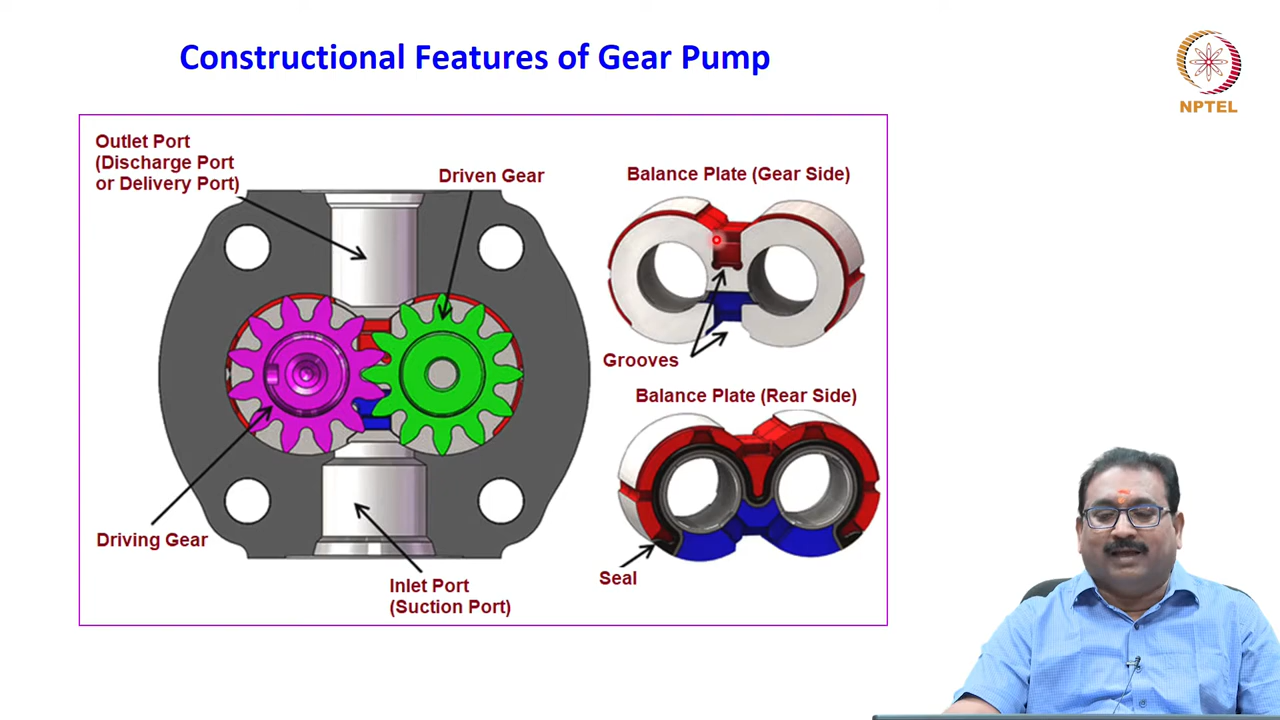 Constructional Features of Gear Pump
NPTEL
Outlet Port
(Discharge Port
or Delivery Port)
Driven Gear
Balance Plate (Gear Side)
Grooves
Balance Plate (Rear Side)
Driving Gear
Seal
Inlet Port
(Suction Port)